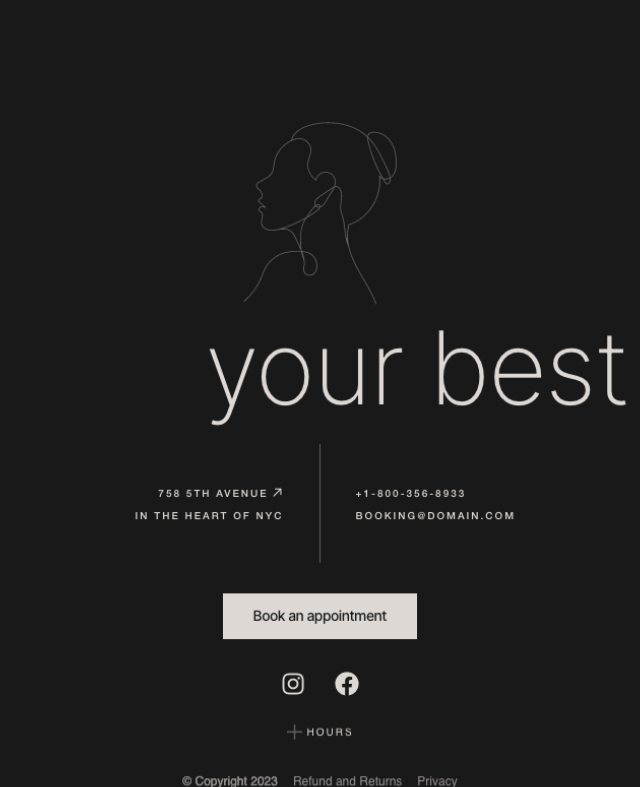 your best
758 5TH AVENUE
IN THE HEART OF NYC
+1-800-356-8933
BOOKING@DOMAIN.COM
Book an appointment
HOURS
© Copyright 2023 Refund and Returns Privacy